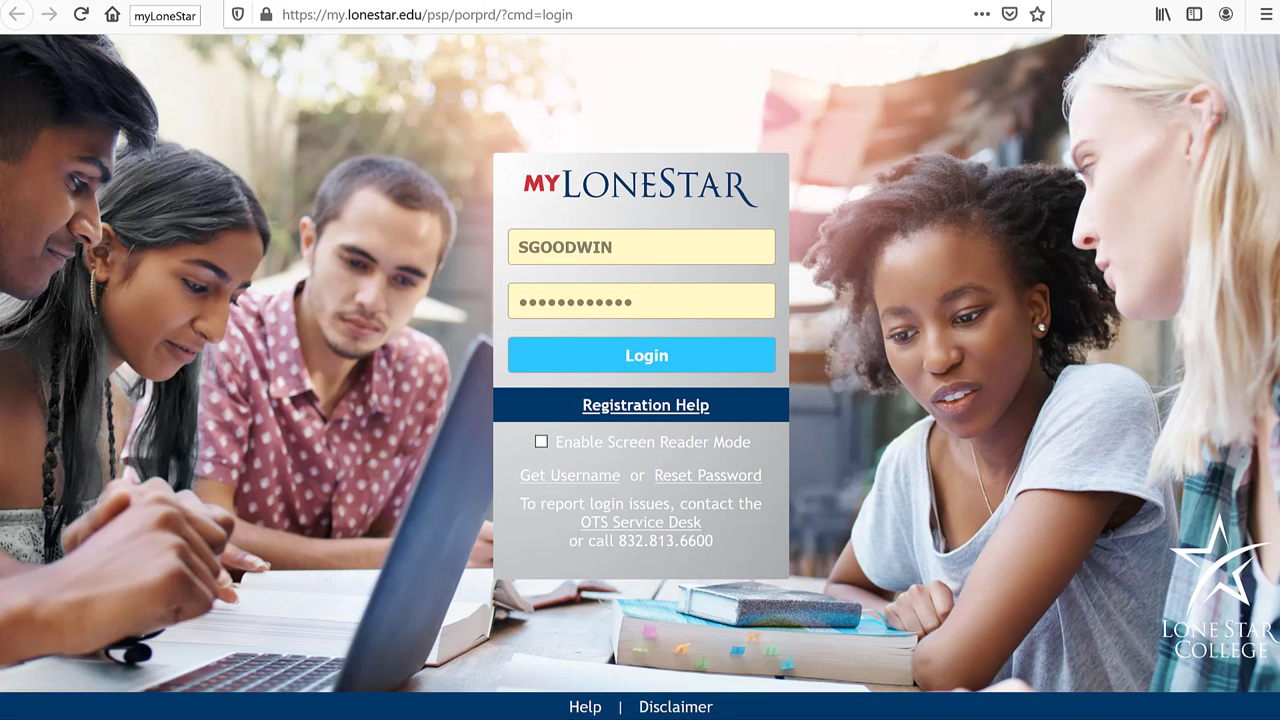 myLoneStar
https://my.lonestar.edu/psp/porprd/?cmd=login
MYLONESTAR
SGOODWIN
Login
Registration Help
Enable Screen Reader Mode
Get Username or Reset Password
To report login issues, contact the
OTS Service Desk
or call 832.813.6600
LONE STAR
COLLEGE
Help | Disclaimer